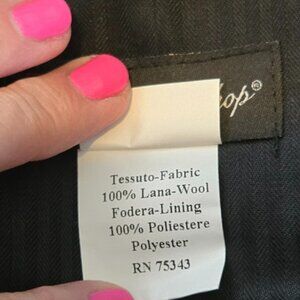 Tessuto-Fabric
100% Lana-Wool
Fodera-Lining
100% Poliestere
Polyester
RN 75343